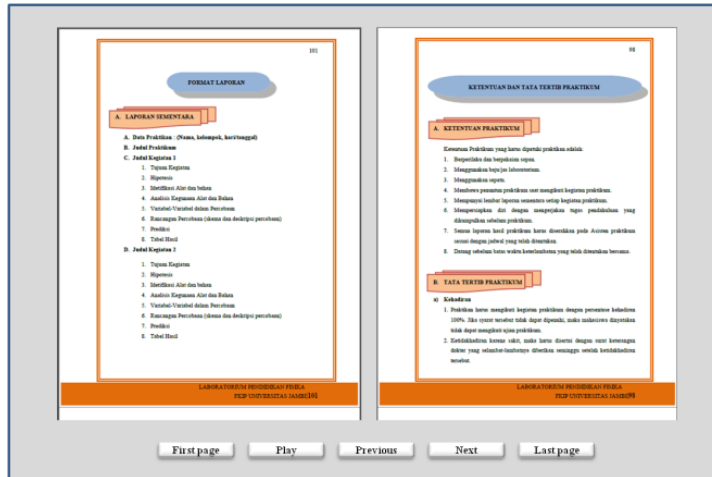 101
FORMAT LAPORAN
A. LAPORAN SEMENTARA
A. Data Praktikan : (Nama, kelompok, hari/tanggal)
B. Judul Praktikum
C. Judul Kegiatan 1
1. Tujuan Kegiatan
2. Hipotesis
3. Identifikasi Alat dan bahan
4. Analisis Kegunaan Alat dan Bahan
5. Variabel-Variabel dalam Percobaan
6. Rancangan Percobaan (skema dan deskripsi percobaan)
7. Prediksi
8. Tabel Hasil
D. Judul Kegiatan 2
1. Tujuan Kegiatan
2. Hipotesis
3. Identifikasi Alat dan bahan
4. Analisis Kegunaan Alat dan Bahan
5. Variabel-Variabel dalam Percobaan
6. Rancangan Percobaan (skema dan deskripsi percobaan)
7. Prediksi
8. Tabel Hasil
LABORATORIUM PENDIDIKAN FISIKA
FKIP UNIVERSITAS JAMBI|101
98
KETENTUAN DAN TATA TERTIB PRAKTIKUM
A. KETENTUAN PRAKTIKUM
Ketentuan Praktikum yang harus dipatuhi praktikan adalah:
1. Berperilaku dan berpakaian sopan.
2. Menggunakan baju jas laboratorium.
3. Menggunakan sepatu.
4. Membawa penuntun praktikum saat mengikuti kegiatan praktikum.
5. Mempunyai lembar laporan sementara setiap kegiatan praktikum.
6. Mempersiapkan diri dengan mengerjakan tugas pendahuluan yang
dikumpulkan sebelum praktikum.
7. Semua laporan hasil praktikum harus diserahkan pada Asisten praktikum
sesuai dengan jadwal yang telah ditentukan.
8. Datang sebelum batas waktu keterlambatan yang telah ditentukan bersama.
B. TATA TERTIB PRAKTIKUM
a) Kehadiran
1. Praktikan harus mengikuti kegiatan praktikum dengan persentase kehadiran
100%. Jika syarat tersebut tidak dapat dipenuhi, maka mahasiswa dinyatakan
tidak dapat mengikuti ujian praktikum.
2. Ketidakhadiran karena sakit, maka harus disertai dengan surat keterangan
dokter yang selambat-lambatnya diberikan seminggu setelah ketidakhadiran
tersebut.
LABORATORIUM PENDIDIKAN FISIKA
FKIP UNIVERSITAS JAMBI|98
First page
Play
Previous
Next
Last page